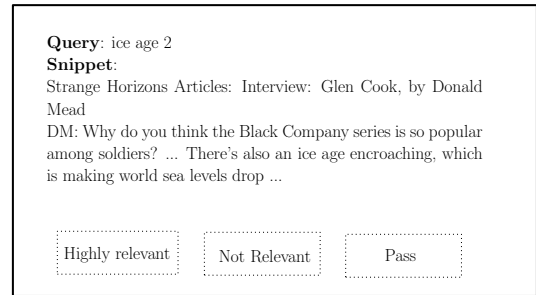 Query: ice age 2
Snippet:
Strange Horizons Articles: Interview: Glen Cook, by Donald
Mead
DM: Why do you think the Black Company series is so popular
among soldiers? ... There's also an ice age encroaching, which
is making world sea levels drop ...
Highly relevant Not Relevant Pass